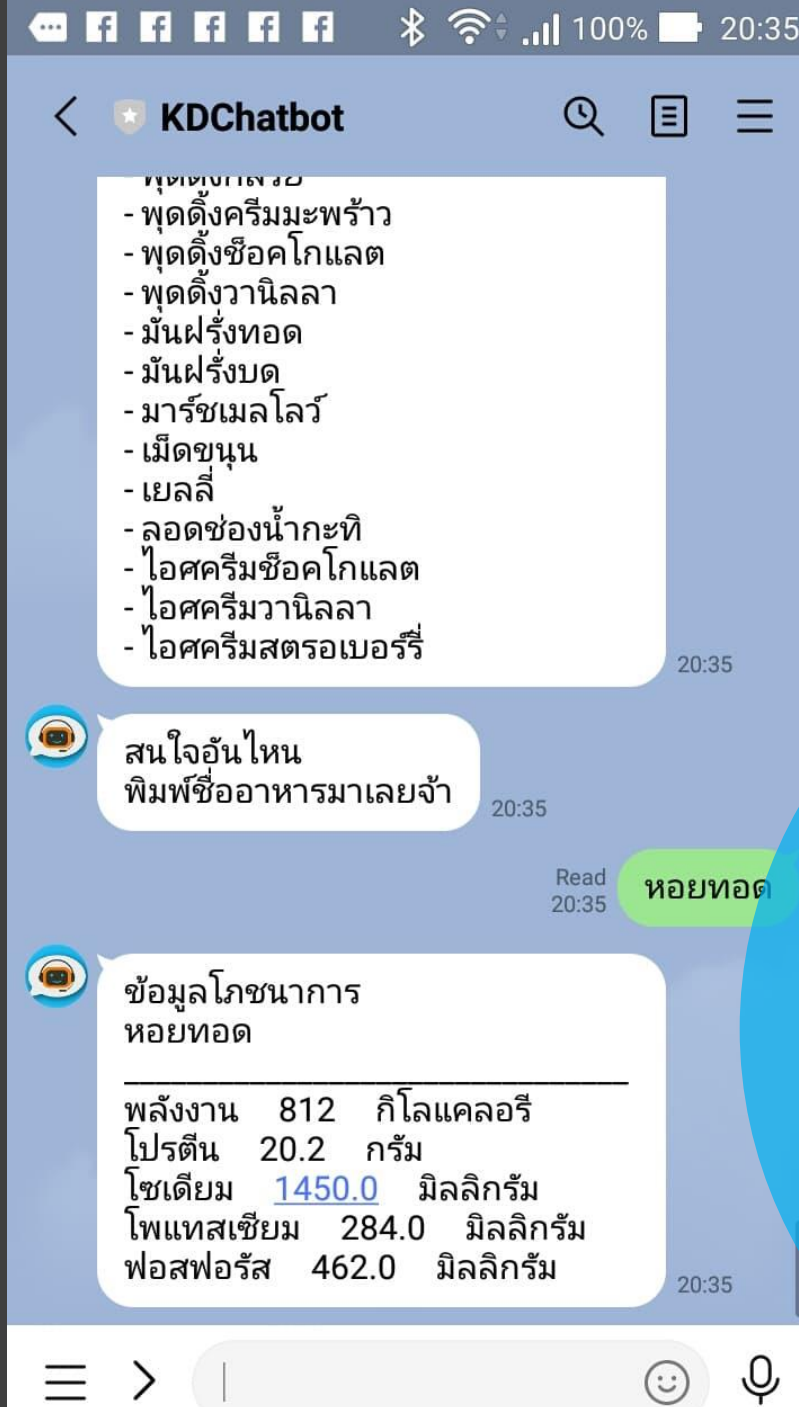 100% 20:35
KDChatbot
- พุดดิ้งครีมมะพร้าว
- พุดดิ้งช็อคโกแลต
- พุดดิ้งวานิลลา
- มันฝรั่งทอด
- มันฝรั่งบด
- มาร์ชเมลโลว์
- เม็ดขนุน
- เยลลี่
- ลอดช่องน้ำกะทิ
- ไอศครีมช็อคโกแลต
- ไอศครีมวานิลลา
- ไอศครีมสตรอเบอร์รี่
20:35
สนใจอันไหน
พิมพ์ชื่ออาหารมาเลยจ้า
20:35
Read
20:35
หอยทอด
ข้อมูลโภชนาการ
หอยทอด
พลังงาน 812 กิโลแคลอรี
โปรตีน 20.2 กรัม
โซเดียม 1450.0 มิลลิกรัม
โพแทสเซียม 284.0 มิลลิกรัม
ฟอสฟอรัส 462.0 มิลลิกรัม
20:35